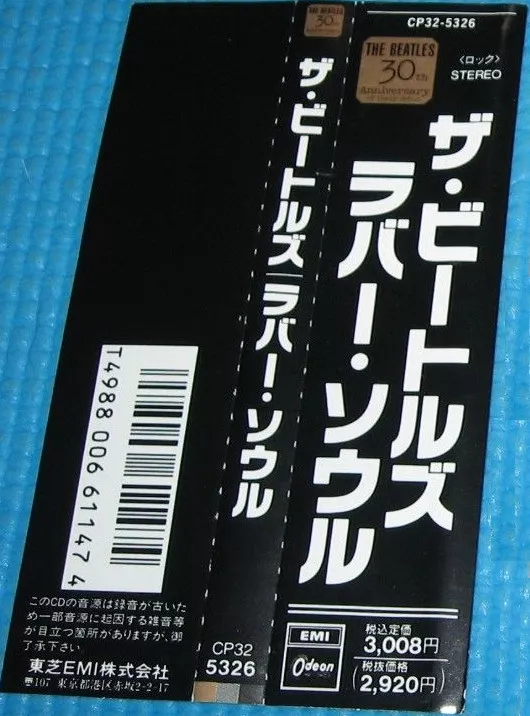 CP32-5326
THE BEATLES
30th
Anniversary
〈ロック〉
STEREO
ザ・ビートルズ
ラバー・ソウル
EMI
Odeon
税込定価
3,008円
(税抜価格
2,920円)
THE BEATLES
30th
ザ・ビートルズ|ラバー・ソウル
CP32
5326
T4988 006 61147 4
このCDの音源は録音が古いた
め一部音源に起因する雑音等
が目立つ箇所がありますが、御
了承下さい
東芝EMI株式会社
〒107 東京都港区赤坂2-2-17